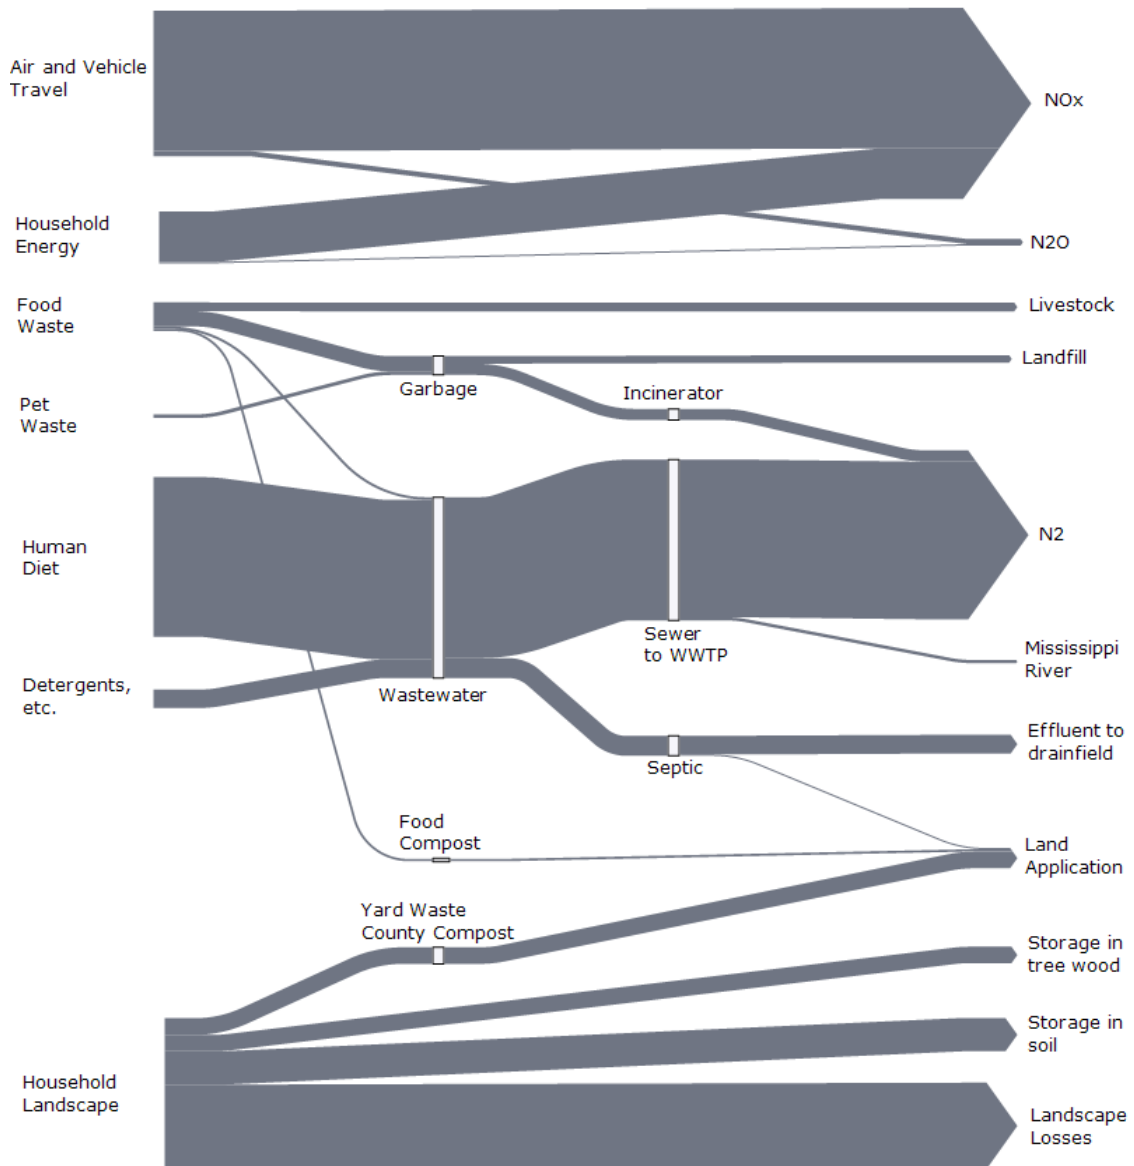 Air and Vehicle
Travel
NOx
Household
Energy
N2O
Food
Waste
Livestock
Landfill
Garbage
Incinerator
Pet
Waste
Human
Diet
N2
Sewer
to WWTP
Mississippi
River
Detergents,
etc.
Wastewater
Effluent to
drainfield
Septic
Food
Compost
Land
Application
Yard Waste
County Compost
Storage in
tree wood
Storage in
soil
Household
Landscape
Landscape
Losses